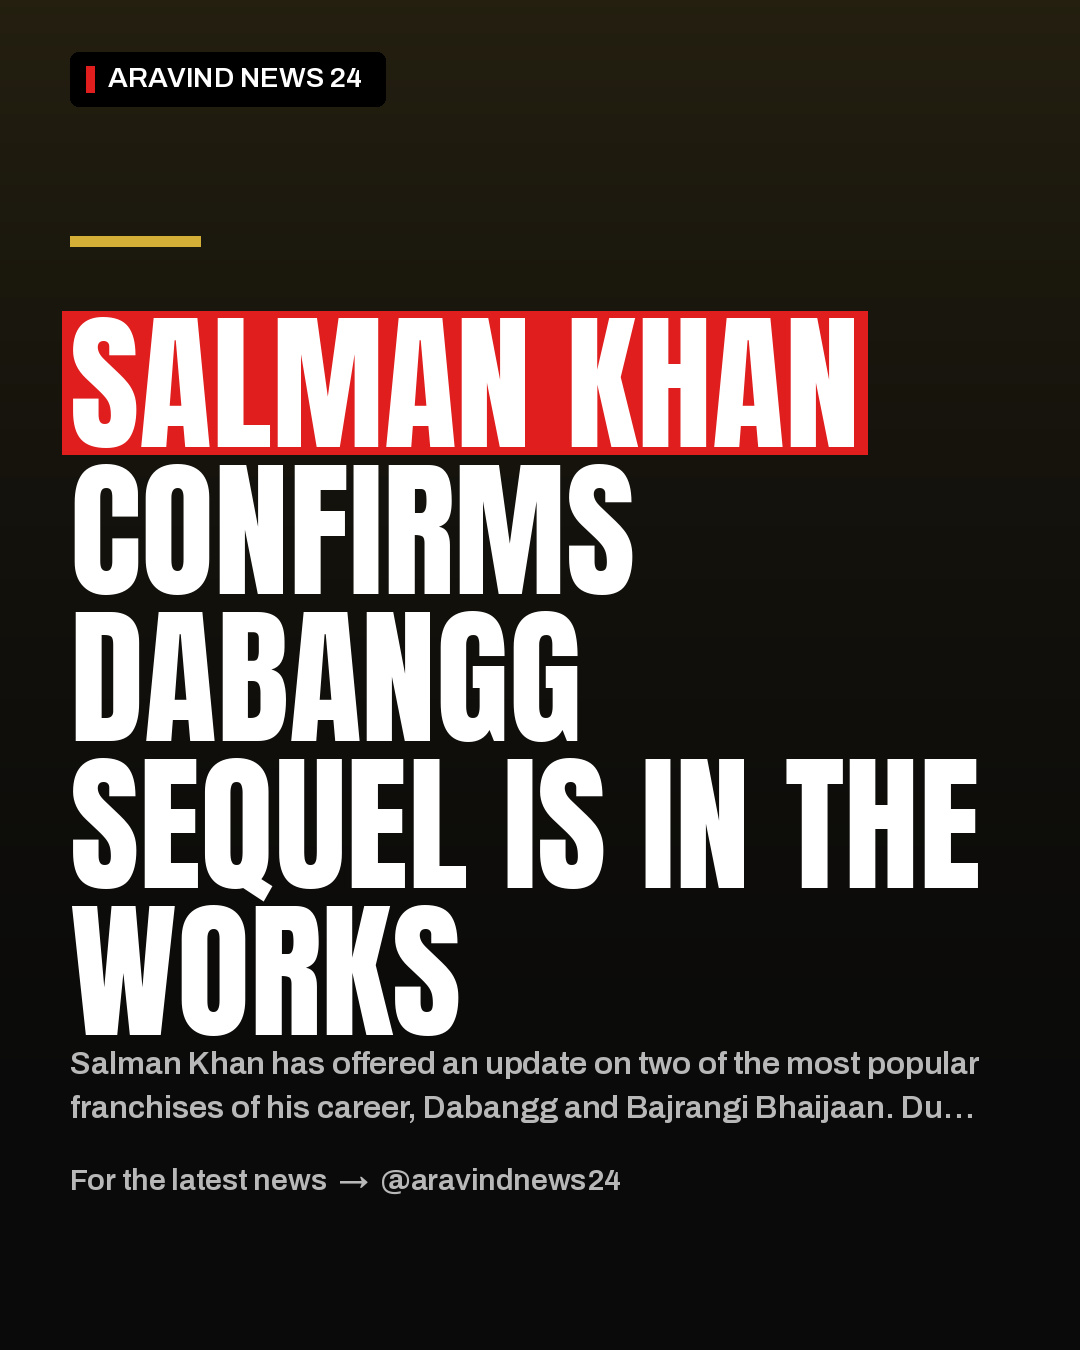 ARAVIND NEWS 24
SALMAN KHAN
CONFIRMS
DABANGG
SEQUEL IS IN THE
WORKS
Salman Khan has offered an update on two of the most popular
franchises of his career, Dabangg and Bajrangi Bhaijaan. Du...
For the latest news → @aravindnews24